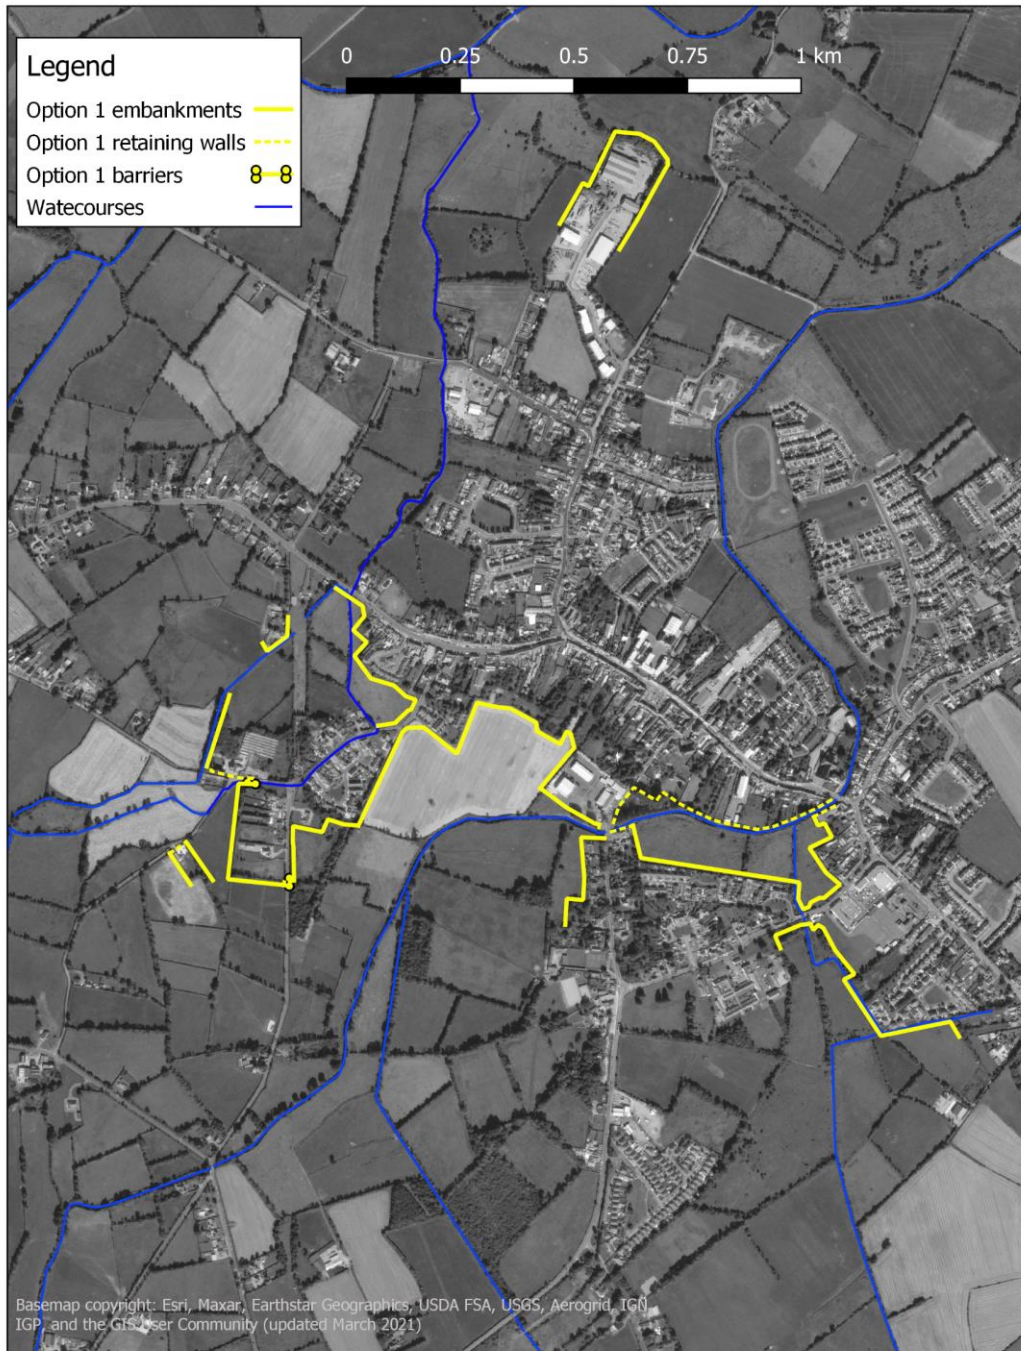 Legend
Option 1 embankments
Option 1 retaining walls
Option 1 barriers
Watecourses
0 0.25 0.5 0.75 1 km
Basemap copyright: Esri, Maxar, Earthstar Geographics, USDA FSA, USGS, Aerogrid, IGN,
IGP, and the GIS User Community (updated March 2021)